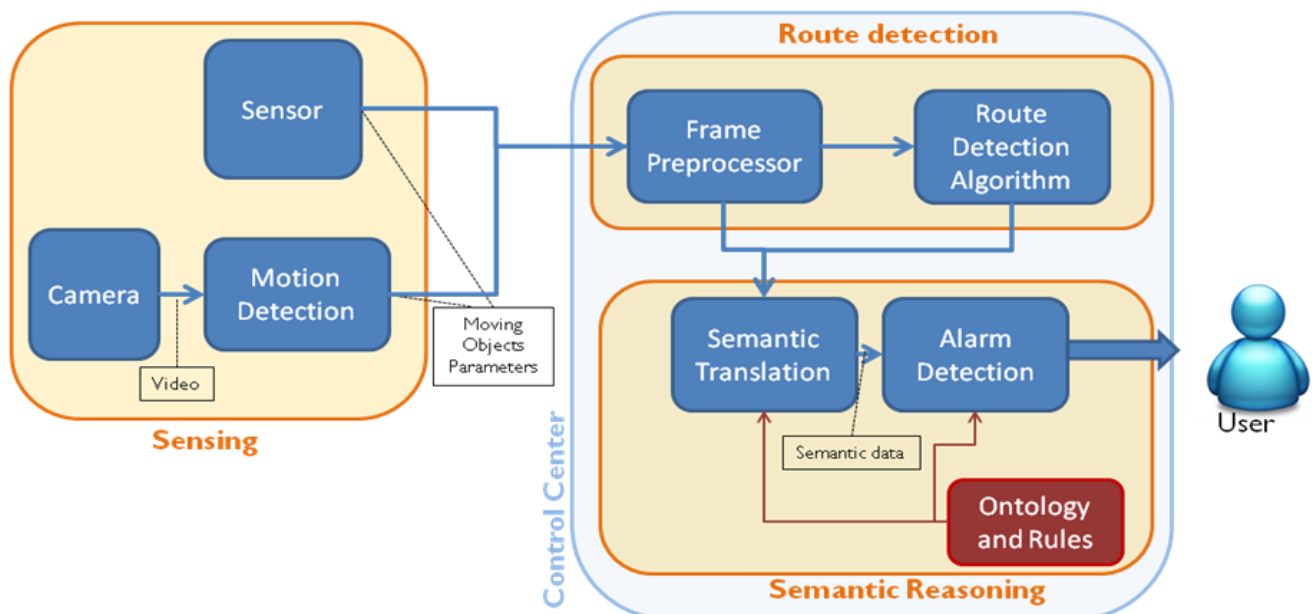 Route detection
Sensor
Frame
Preprocessor
Route
Detection
Algorithm
Camera
Motion
Detection
Moving
Objects
Parameters
Video
Sensing
Semantic
Translation
Alarm
Detection
Semantic data
Ontology
and Rules
Semantic Reasoning
Control Center
User